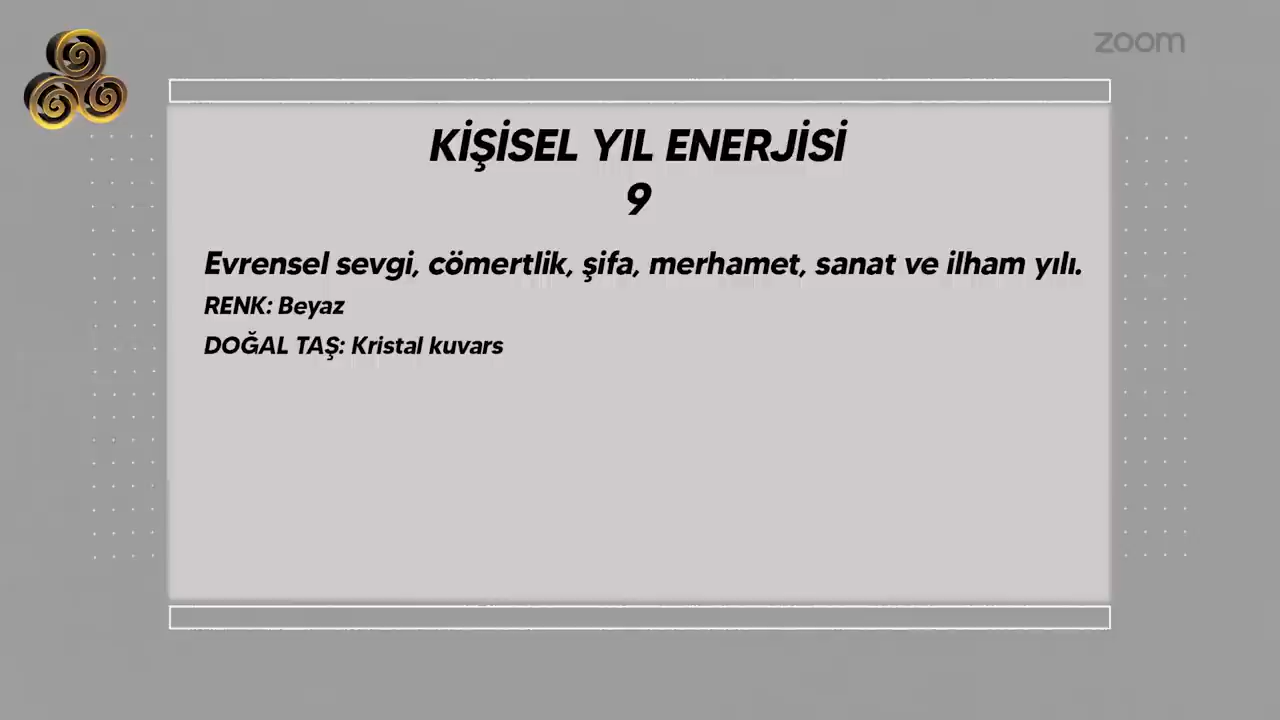 zoom
KİŞİSEL YIL ENERJİSİ
9
Evrensel sevgi, cömertlik, şifa, merhamet, sanat ve ilham yılı.
RENK: Beyaz
DOĞAL TAŞ: Kristal kuvars